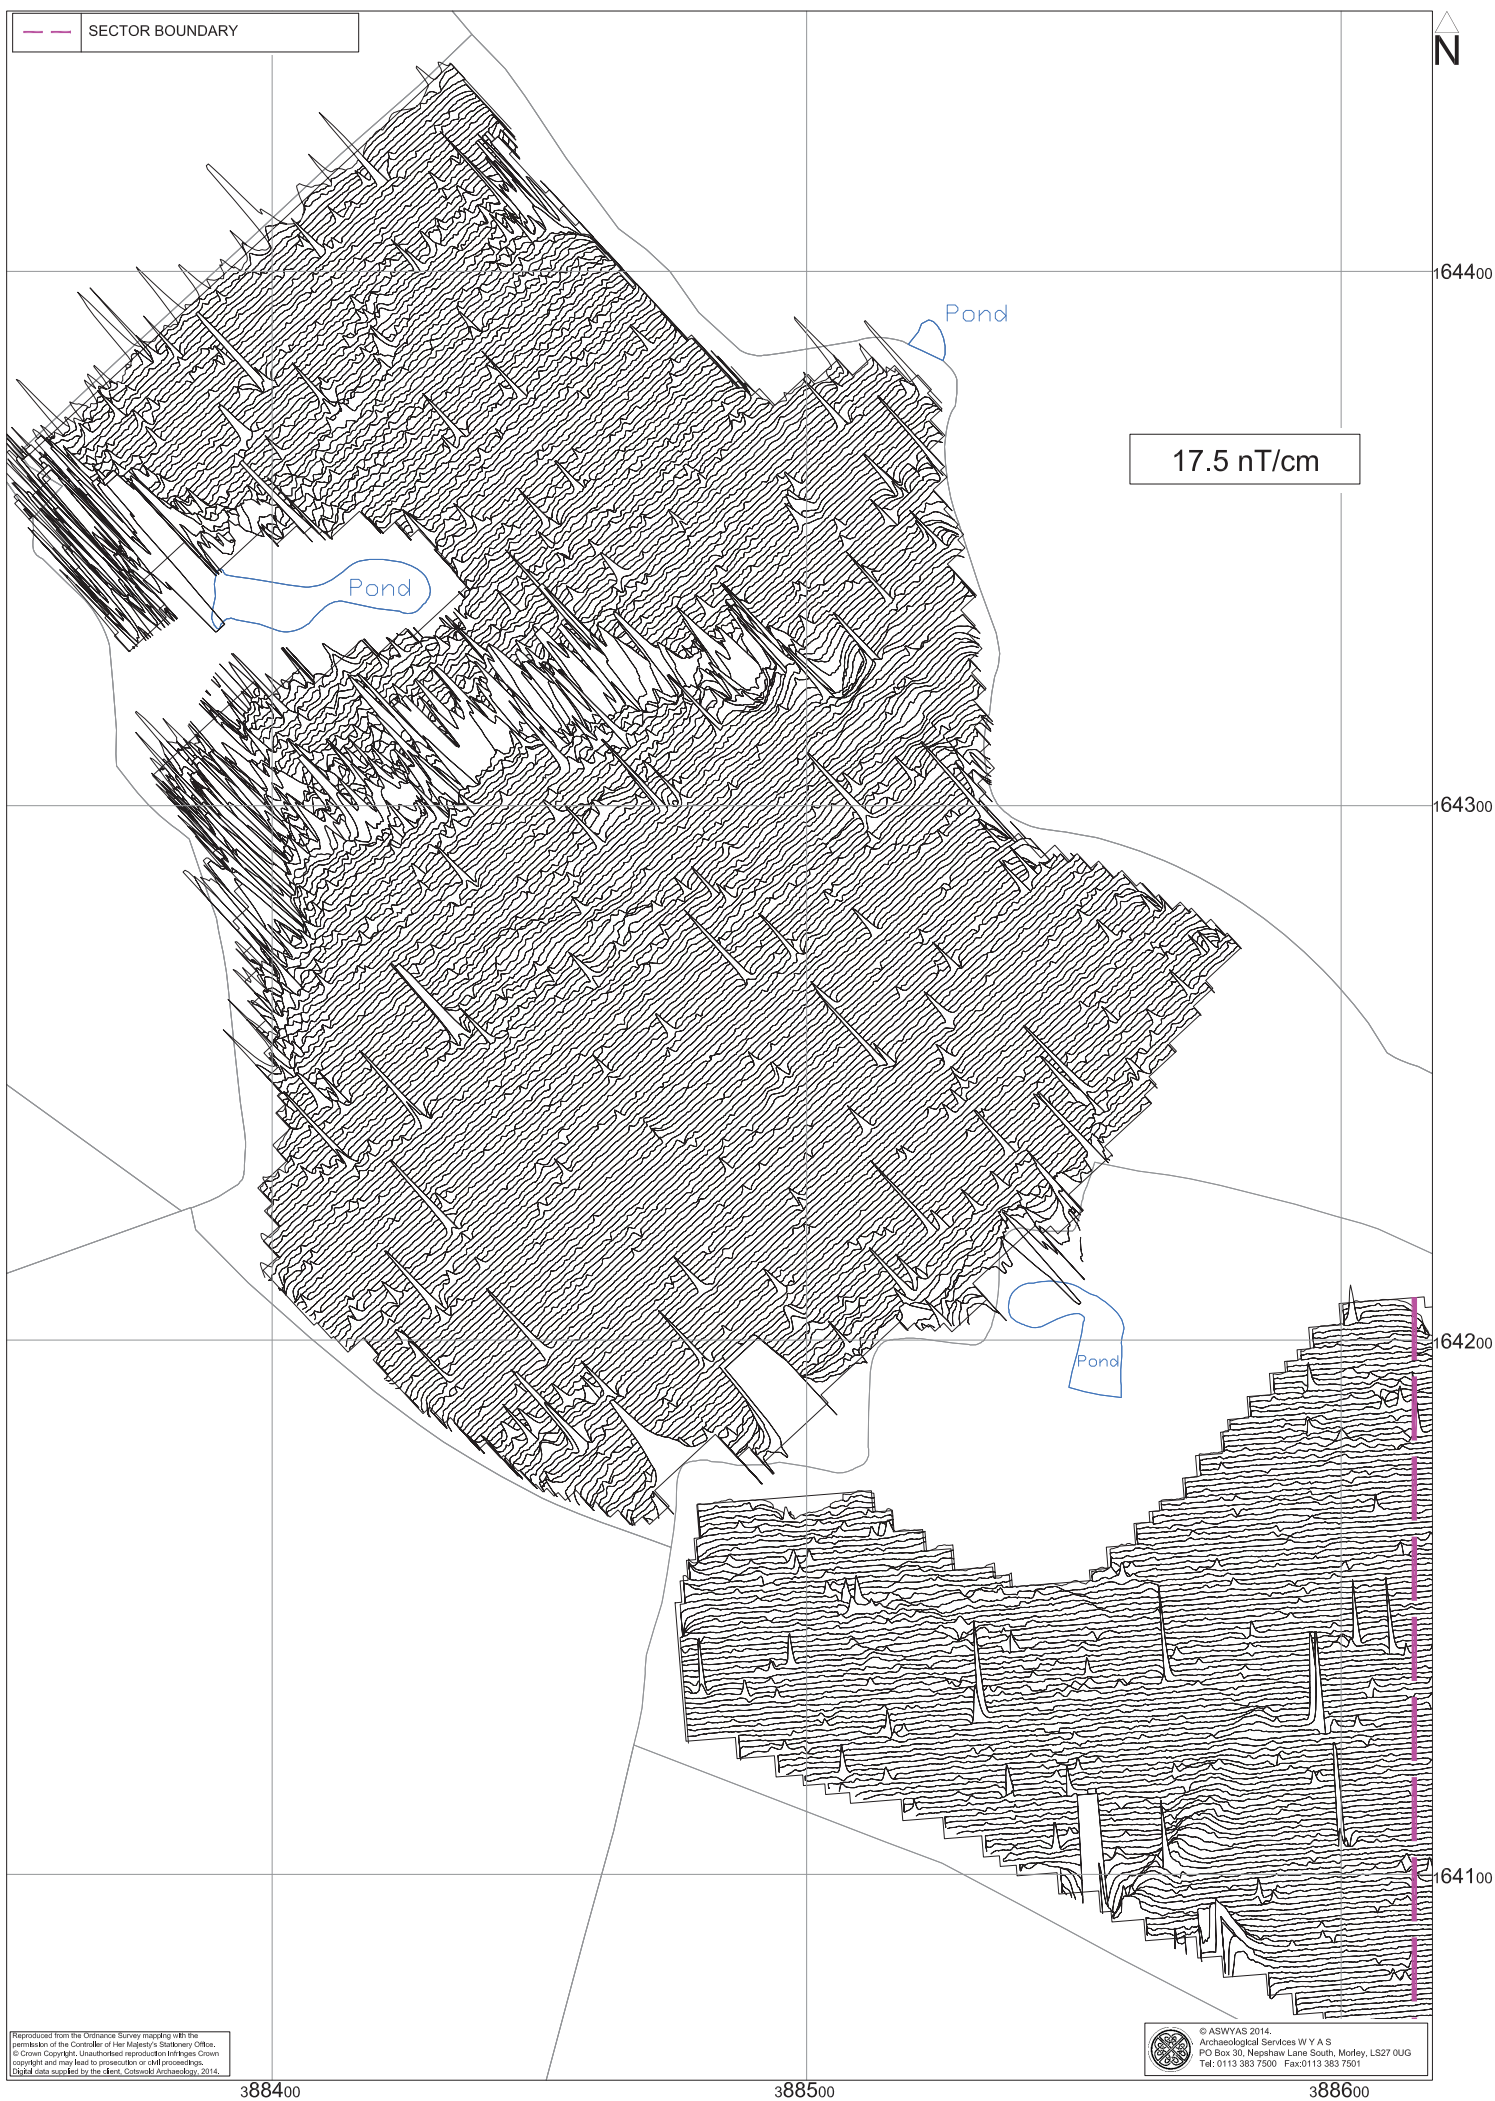 SECTOR BOUNDARY
N
164400
Pond
17.5 nT/cm
Pond
164300
164200
Pond
164100
Reproduced from the Ordnance Survey mapping with the
permission of the Controller of Her Majesty's Stationery Office.
© Crown Copyright. Unauthorised reproduction infringes Crown
copyright and may lead to prosecution or civil proceedings.
Digital data supplied by the client, Cotswold Archaeology, 2014.
© ASWYAS 2014.
Archaeological Services W Y A S
PO Box 30, Nepshaw Lane South, Morley, LS27 0UG
Tel: 0113 383 7500 Fax:0113 383 7501
388400
388500
388600